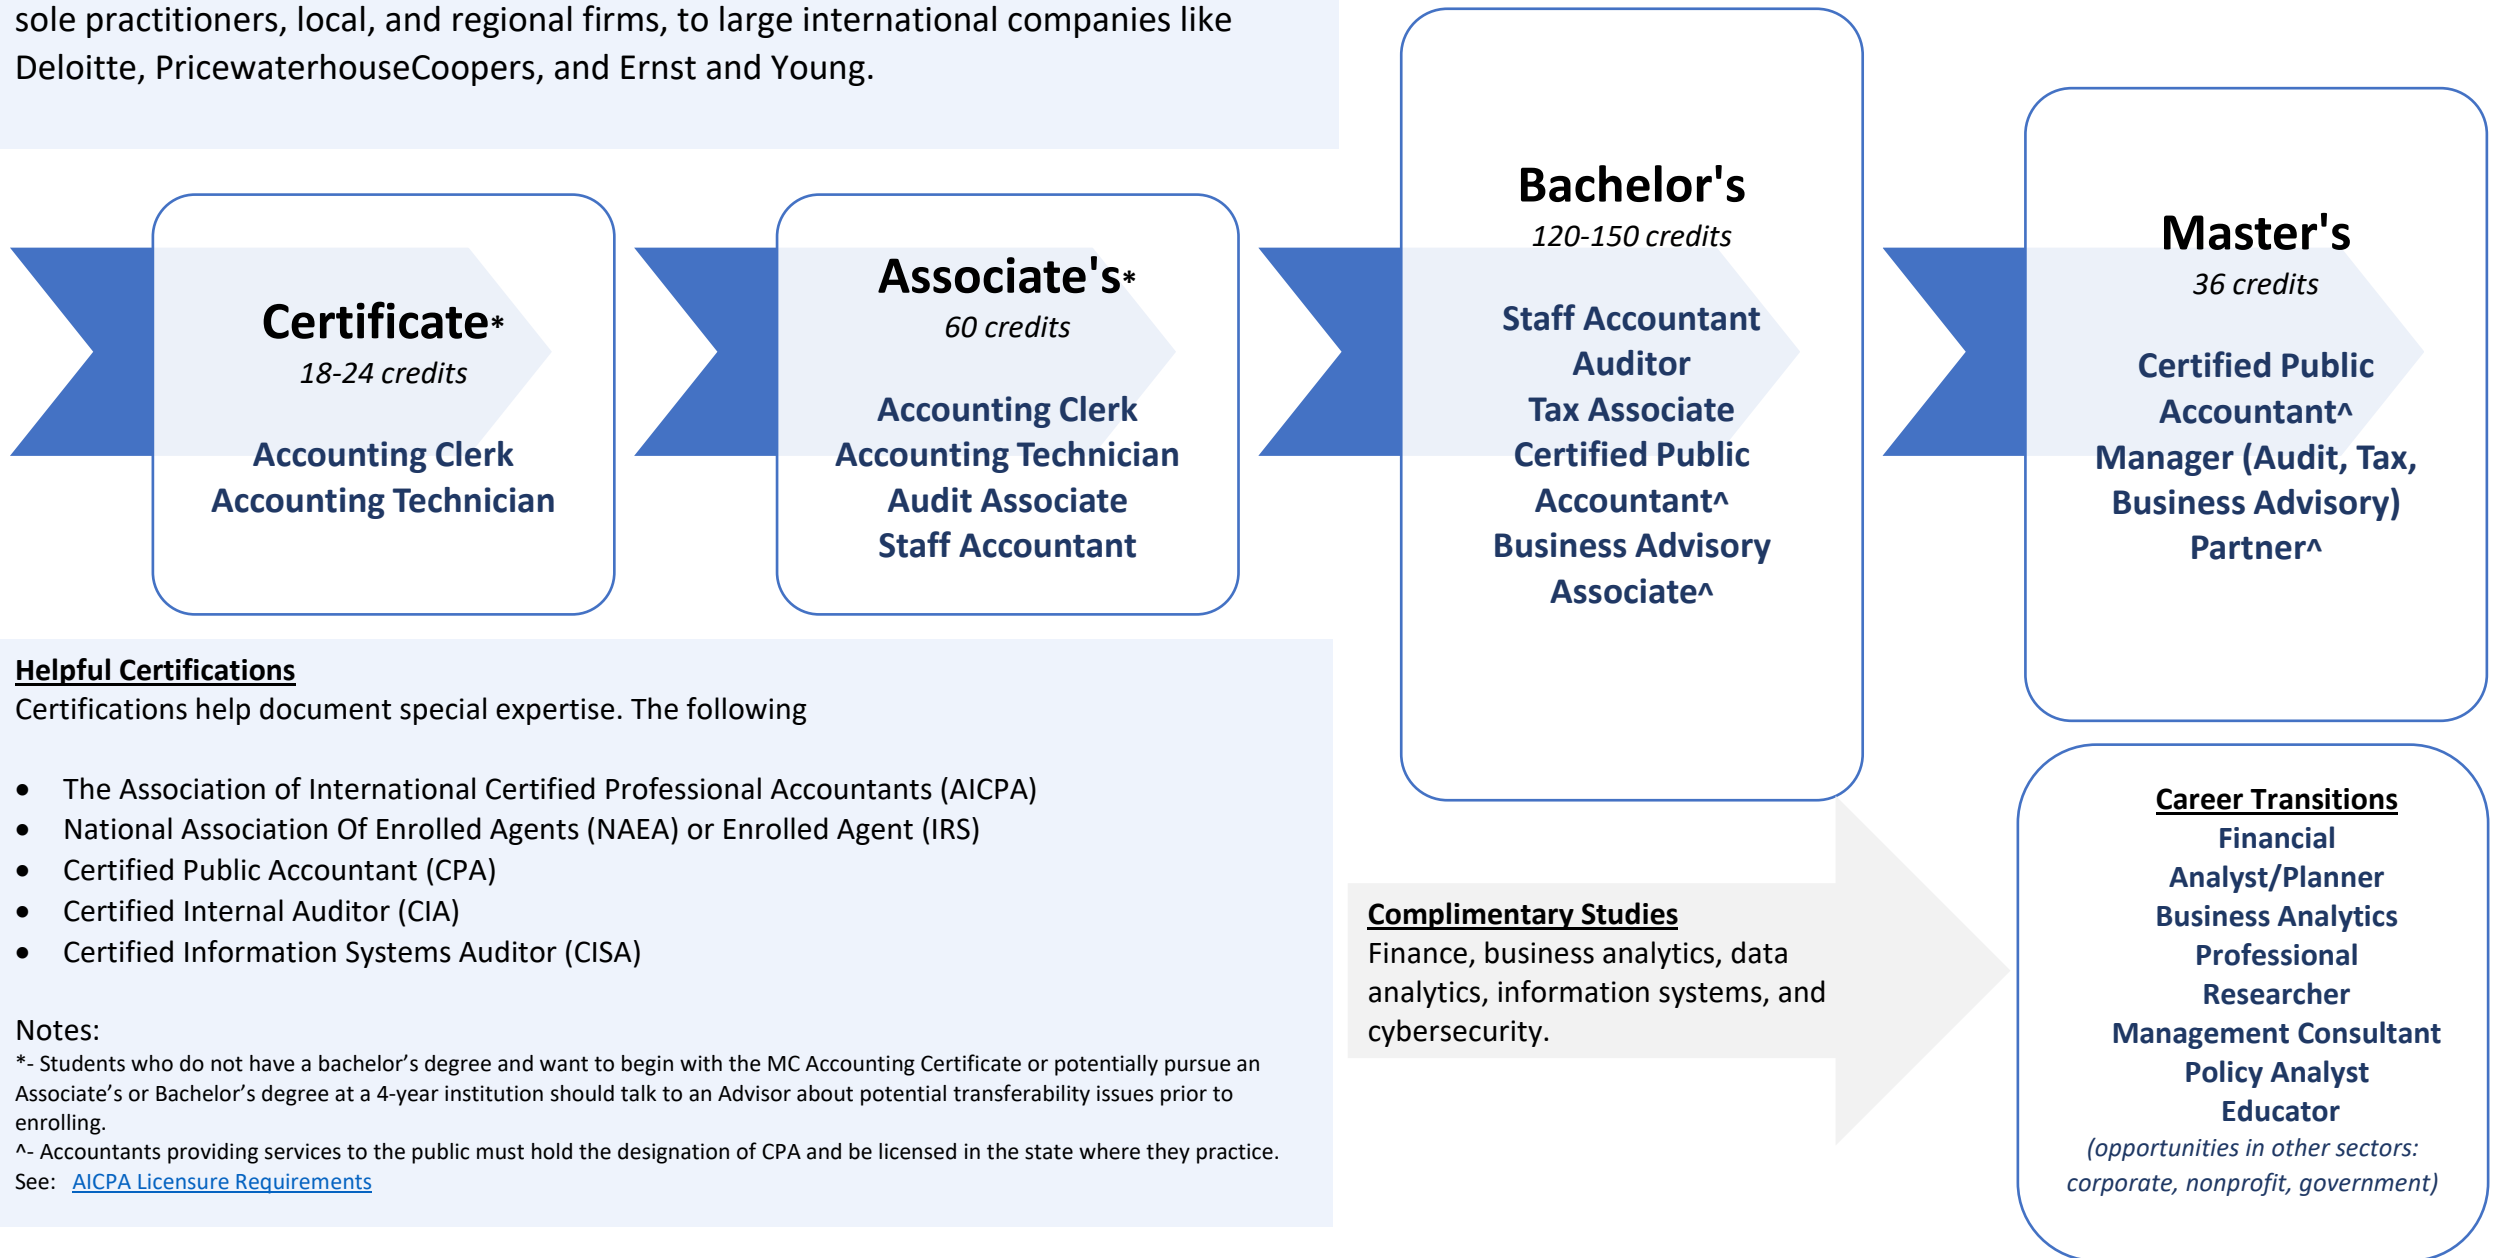 sole practitioners, local, and regional firms, to large international companies like
Deloitte, PricewaterhouseCoopers, and Ernst and Young.
Certificate*
18-24 credits
Accounting Clerk
Accounting Technician
Associate's*
60 credits
Accounting Clerk
Accounting Technician
Audit Associate
Staff Accountant
Bachelor's
120-150 credits
Staff Accountant
Auditor
Tax Associate
Certified Public
Accountant^
Business Advisory
Associate^
Master's
36 credits
Certified Public
Accountant^
Manager (Audit, Tax,
Business Advisory)
Partner^
Helpful Certifications
Certifications help document special expertise. The following
• The Association of International Certified Professional Accountants (AICPA)
• National Association Of Enrolled Agents (NAEA) or Enrolled Agent (IRS)
• Certified Public Accountant (CPA)
• Certified Internal Auditor (CIA)
• Certified Information Systems Auditor (CISA)
Notes:
*- Students who do not have a bachelor’s degree and want to begin with the MC Accounting Certificate or potentially pursue an
Associate’s or Bachelor’s degree at a 4-year institution should talk to an Advisor about potential transferability issues prior to
enrolling.
^- Accountants providing services to the public must hold the designation of CPA and be licensed in the state where they practice.
See: AICPA Licensure Requirements
Complimentary Studies
Finance, business analytics, data
analytics, information systems, and
cybersecurity.
Career Transitions
Financial
Analyst/Planner
Business Analytics
Professional
Researcher
Management Consultant
Policy Analyst
Educator
(opportunities in other sectors:
corporate, nonprofit, government)